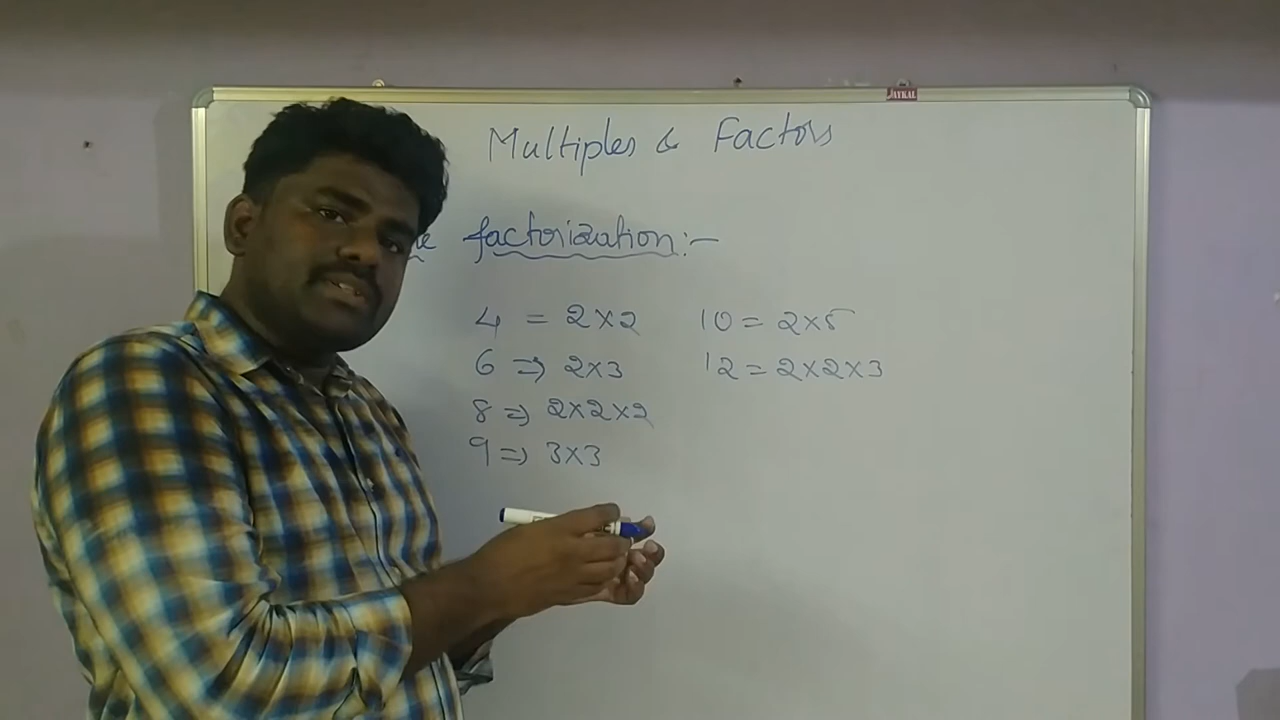 JAYKAL
Multiples & Factors
factorization:-
4 = 2×2
6 => 2×3
8 => 2×2×2
9 => 3×3
10 = 2×5
12 = 2×2×3